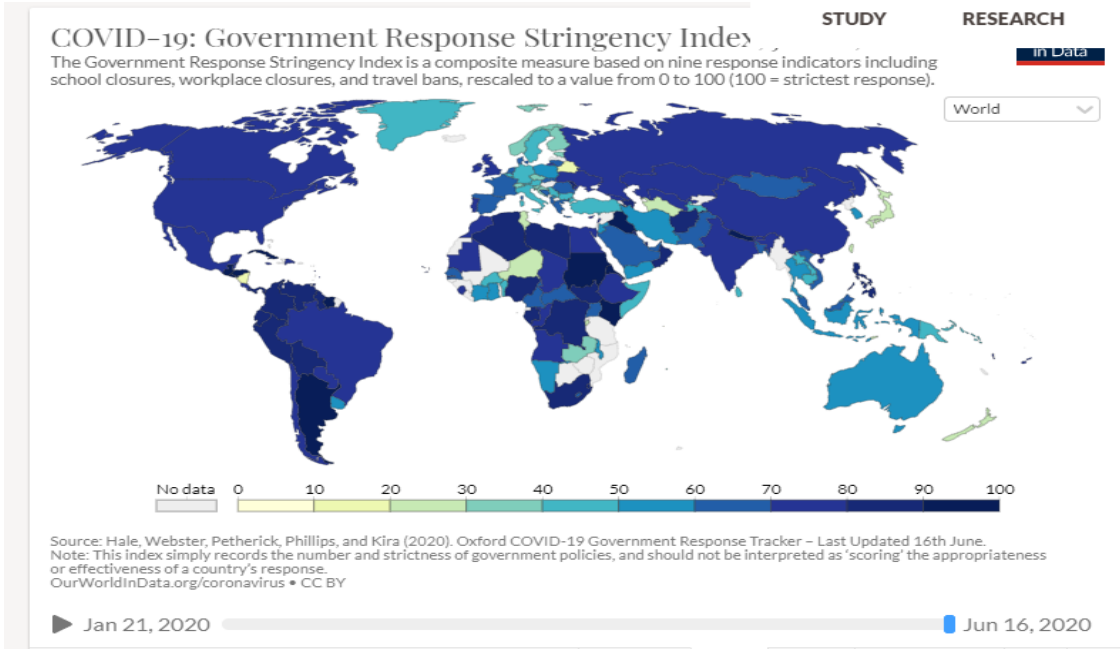 STUDY RESEARCH
COVID-19: Government Response Stringency Index,
in Data
The Government Response Stringency Index is a composite measure based on nine response indicators including
school closures, workplace closures, and travel bans, rescaled to a value from 0 to 100 (100 = strictest response).
World
No data 0 10 20 30 40 50 60 70 80 90 100
Source: Hale, Webster, Petherick, Phillips, and Kira (2020). Oxford COVID-19 Government Response Tracker – Last Updated 16th June.
Note: This index simply records the number and strictness of government policies, and should not be interpreted as ‘scoring’ the appropriateness
or effectiveness of a country's response.
OurWorldInData.org/coronavirus • CC BY
Jan 21, 2020 Jun 16, 2020